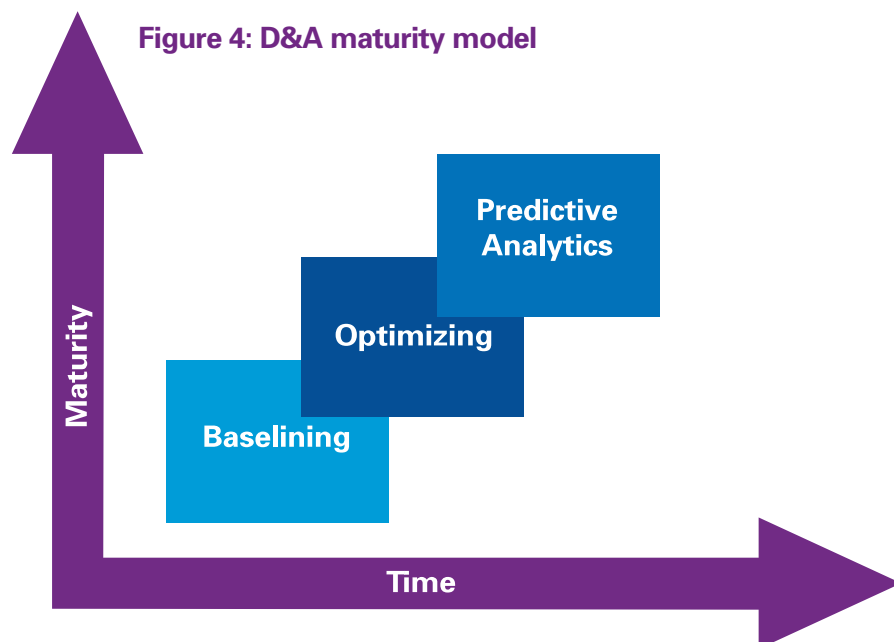 Figure 4: D&A maturity model
Predictive
Analytics
Optimizing
Baselining
Maturity
Time